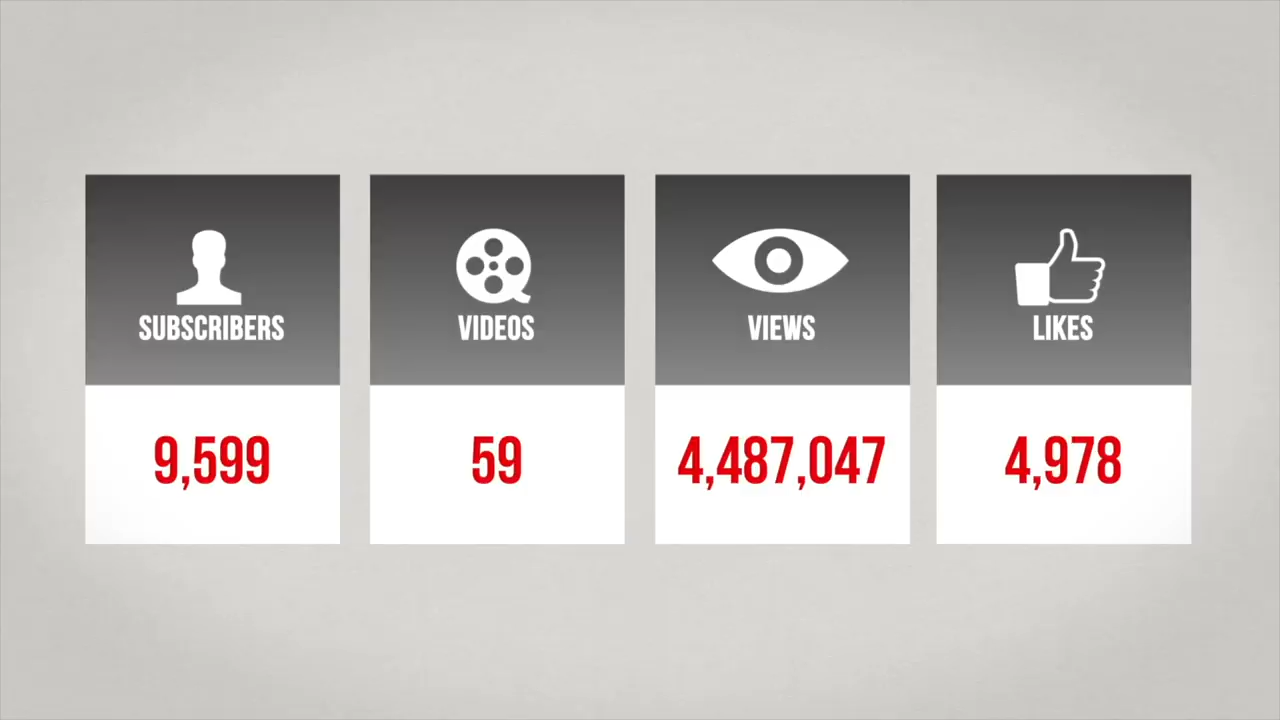 SUBSCRIBERS
9,599
VIDEOS
59
VIEWS
4,487,047
LIKES
4,978